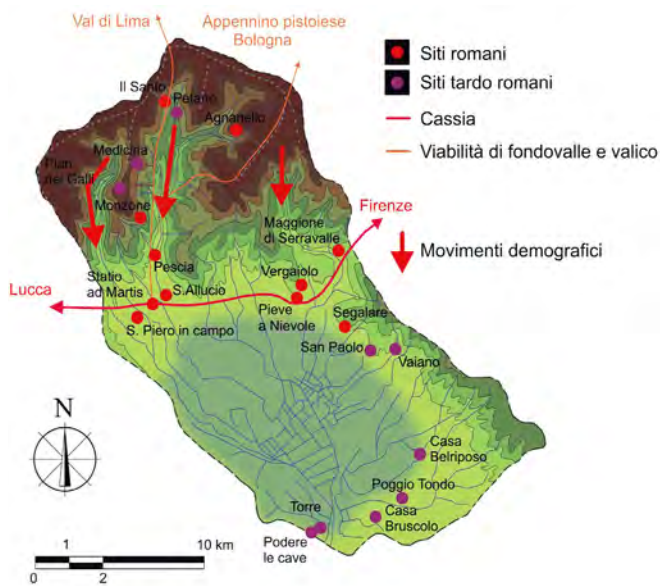 Val di Lima
Appennino pistoiese
Bologna
Siti romani
Siti tardo romani
Cassia
Viabilità di fondovalle e valico
Movimenti demografici
Il Santo
Petano
Agnanello
Medicina
Pian
dei Galli
Monzone
Firenze
Maggione
di Serravalle
Pescia
Vergaiolo
Statio
ad Martis
S.Allucio
Lucca
S. Piero in campo
Pieve
a Nievole
Segalare
San Paolo
Vaiano
N
Casa
Belriposo
Poggio Tondo
Casa
Bruscolo
Torre
Podere
le cave
1
10 km
0
2